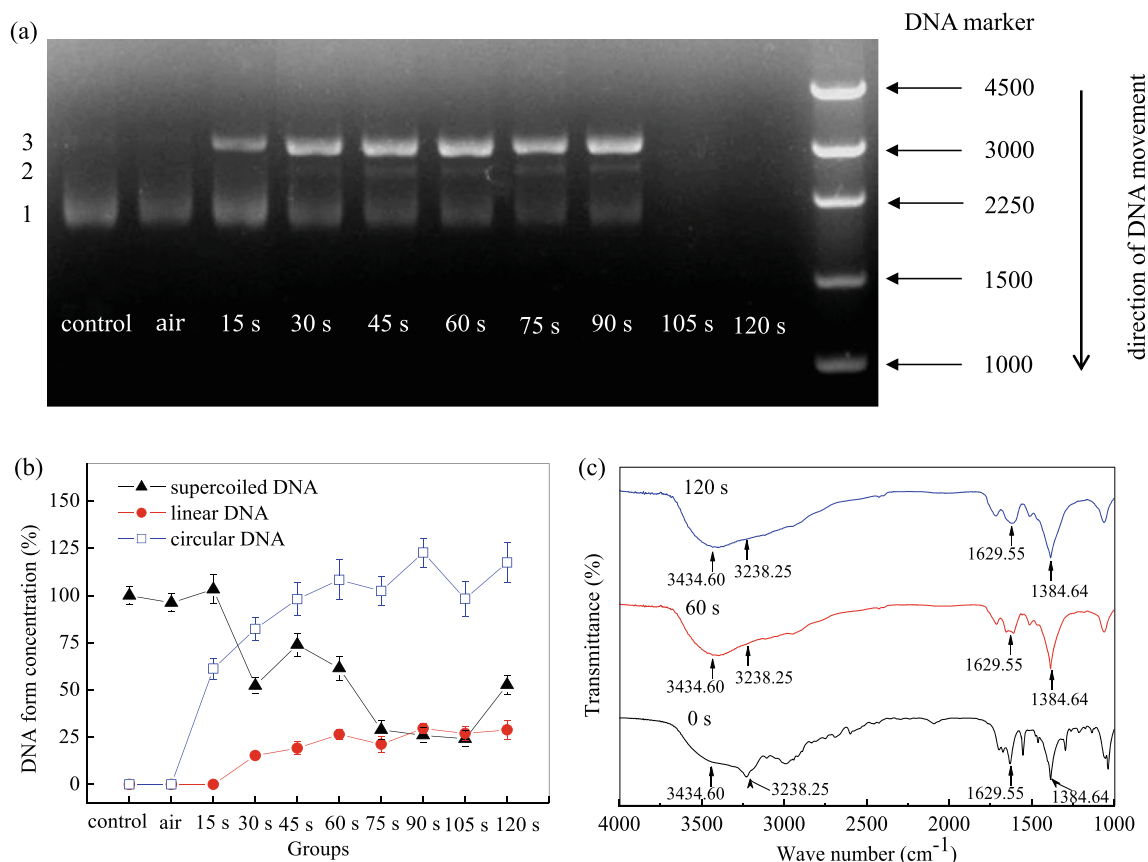 (a)
DNA marker
4500
3
3000
2
2250
1
1500
control air 15 s 30 s 45 s 60 s 75 s 90 s 105 s 120 s
1000
direction of DNA movement
(b)
supercoiled DNA
linear DNA
circular DNA
DNA form concentration (%)
150
125
100
75
50
25
0
control air 15 s 30 s 45 s 60 s 75 s 90 s 105 s 120 s
Groups
(c)
Transmittance (%)
120 s
3434.60 3238.25 1629.55 1384.64
60 s
3434.60 3238.25 1629.55 1384.64
0 s
3434.60 3238.25 1629.55 1384.64
4000 3500 3000 2500 2000 1500 1000
Wave number (cm⁻¹)